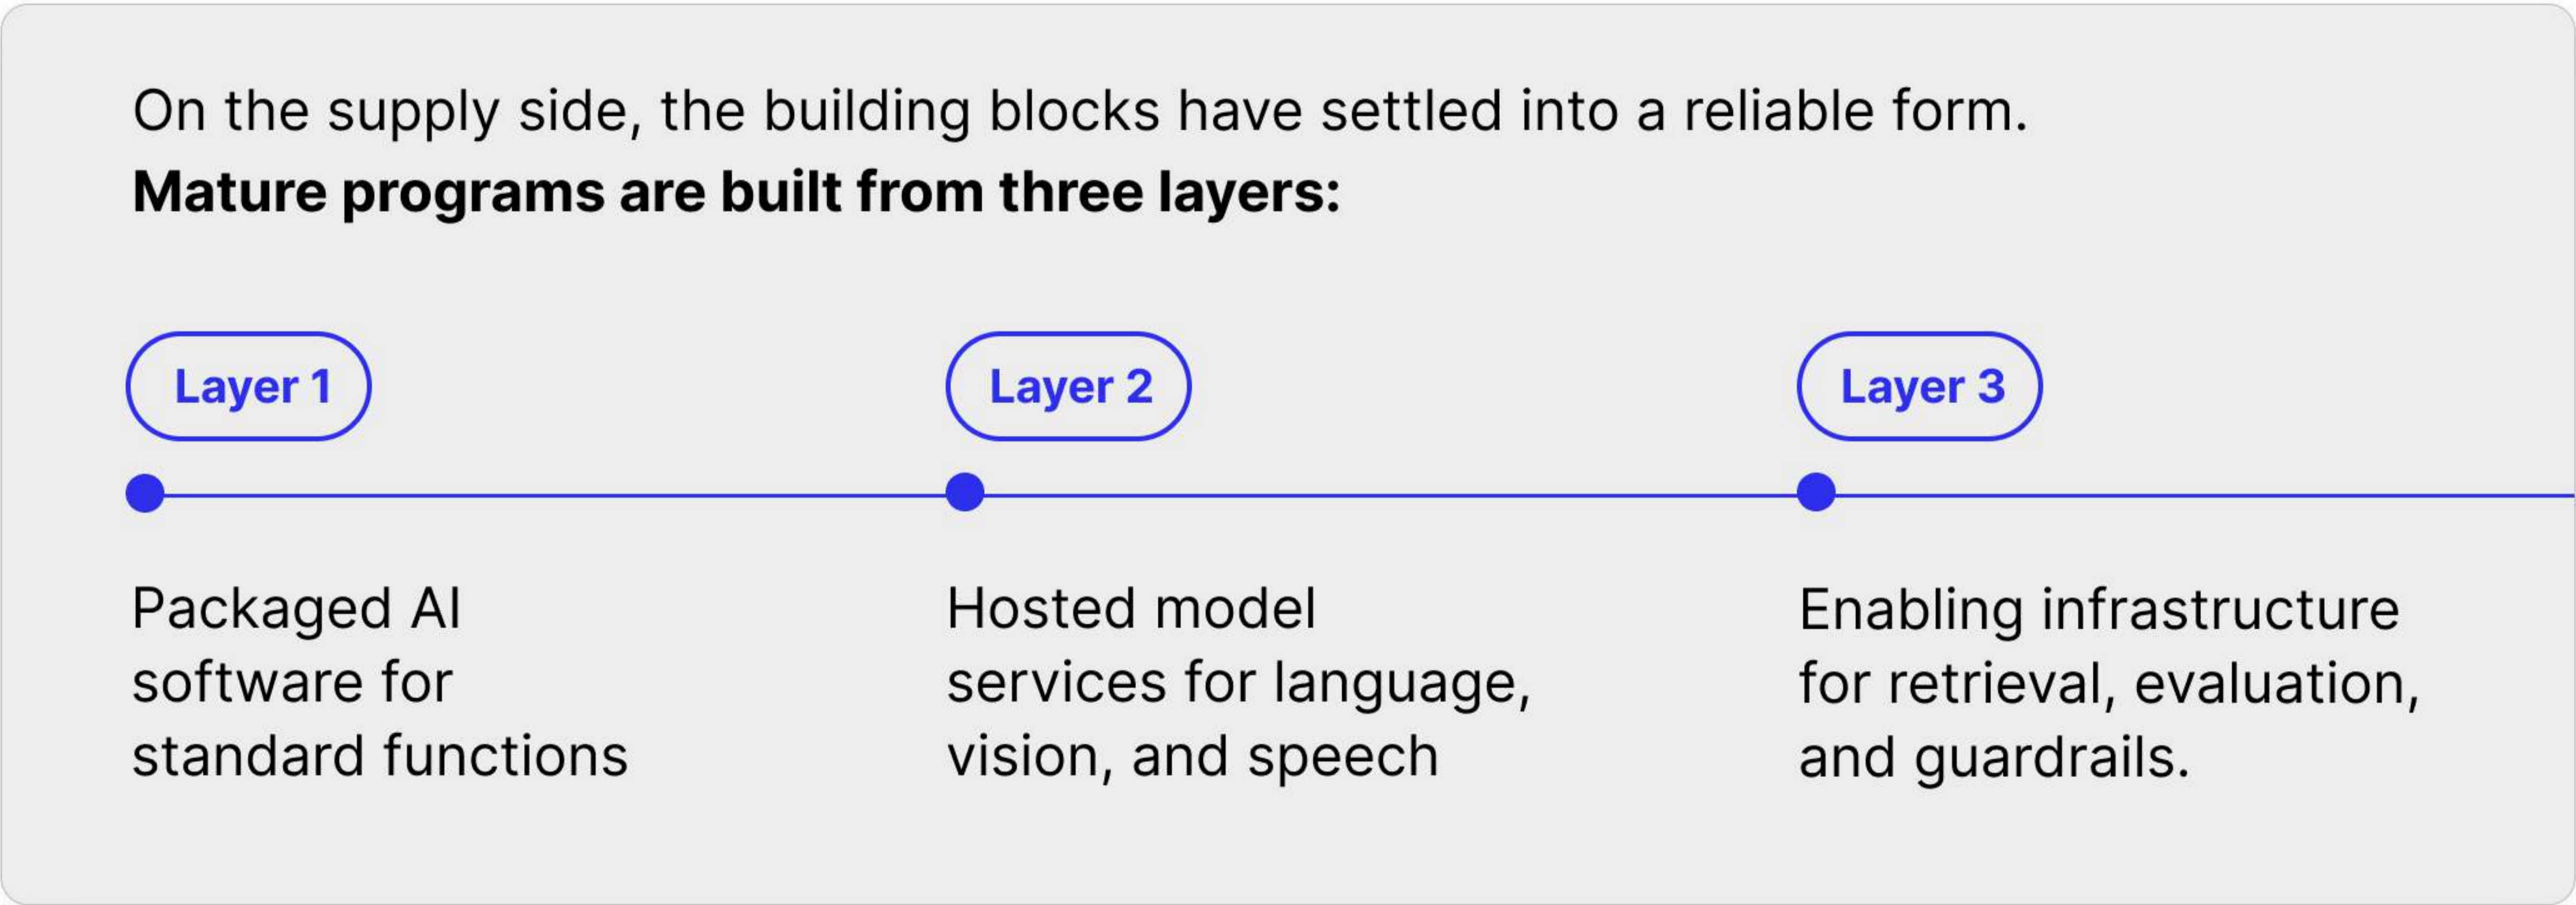 On the supply side, the building blocks have settled into a reliable form.
Mature programs are built from three layers:
Layer 1
Layer 2
Layer 3
Packaged AI
software for
standard functions
Hosted model
services for language,
vision, and speech
Enabling infrastructure
for retrieval, evaluation,
and guardrails.